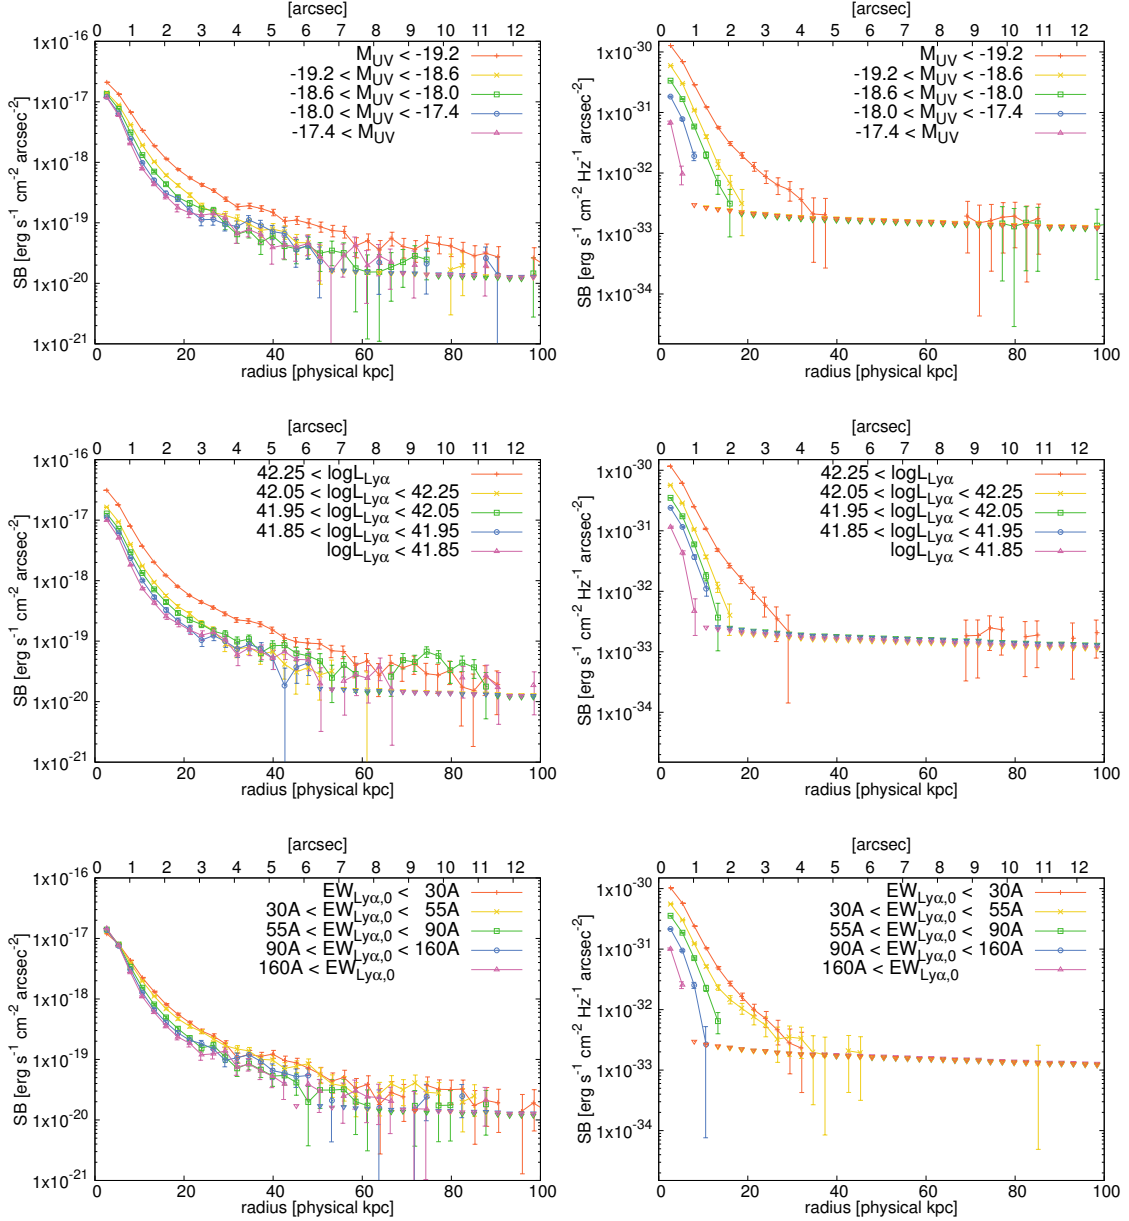 [arcsec]
0 1 2 3 4 5 6 7 8 9 10 11 12
1x10⁻¹⁶
1x10⁻¹⁷
1x10⁻¹⁸
1x10⁻¹⁹
1x10⁻²⁰
1x10⁻²¹
SB [erg s⁻¹ cm⁻² arcsec⁻²]
M_UV < -19.2
-19.2 < M_UV < -18.6
-18.6 < M_UV < -18.0
-18.0 < M_UV < -17.4
-17.4 < M_UV
0 20 40 60 80 100
radius [physical kpc]
[arcsec]
0 1 2 3 4 5 6 7 8 9 10 11 12
1x10⁻³⁰
1x10⁻³¹
1x10⁻³²
1x10⁻³³
1x10⁻³⁴
SB [erg s⁻¹ cm⁻² Hz⁻¹ arcsec⁻²]
M_UV < -19.2
-19.2 < M_UV < -18.6
-18.6 < M_UV < -18.0
-18.0 < M_UV < -17.4
-17.4 < M_UV
0 20 40 60 80 100
radius [physical kpc]
[arcsec]
0 1 2 3 4 5 6 7 8 9 10 11 12
1x10⁻¹⁶
1x10⁻¹⁷
1x10⁻¹⁸
1x10⁻¹⁹
1x10⁻²⁰
1x10⁻²¹
SB [erg s⁻¹ cm⁻² arcsec⁻²]
42.25 < logL_Lyα
42.05 < logL_Lyα < 42.25
41.95 < logL_Lyα < 42.05
41.85 < logL_Lyα < 41.95
logL_Lyα < 41.85
0 20 40 60 80 100
radius [physical kpc]
[arcsec]
0 1 2 3 4 5 6 7 8 9 10 11 12
1x10⁻³⁰
1x10⁻³¹
1x10⁻³²
1x10⁻³³
1x10⁻³⁴
SB [erg s⁻¹ cm⁻² Hz⁻¹ arcsec⁻²]
42.25 < logL_Lyα
42.05 < logL_Lyα < 42.25
41.95 < logL_Lyα < 42.05
41.85 < logL_Lyα < 41.95
logL_Lyα < 41.85
0 20 40 60 80 100
radius [physical kpc]
[arcsec]
0 1 2 3 4 5 6 7 8 9 10 11 12
1x10⁻¹⁶
1x10⁻¹⁷
1x10⁻¹⁸
1x10⁻¹⁹
1x10⁻²⁰
1x10⁻²¹
SB [erg s⁻¹ cm⁻² arcsec⁻²]
EW_Lyα,0 < 30A
30A < EW_Lyα,0 < 55A
55A < EW_Lyα,0 < 90A
90A < EW_Lyα,0 < 160A
160A < EW_Lyα,0
0 20 40 60 80 100
radius [physical kpc]
[arcsec]
0 1 2 3 4 5 6 7 8 9 10 11 12
1x10⁻³⁰
1x10⁻³¹
1x10⁻³²
1x10⁻³³
1x10⁻³⁴
SB [erg s⁻¹ cm⁻² Hz⁻¹ arcsec⁻²]
EW_Lyα,0 < 30A
30A < EW_Lyα,0 < 55A
55A < EW_Lyα,0 < 90A
90A < EW_Lyα,0 < 160A
160A < EW_Lyα,0
0 20 40 60 80 100
radius [physical kpc]